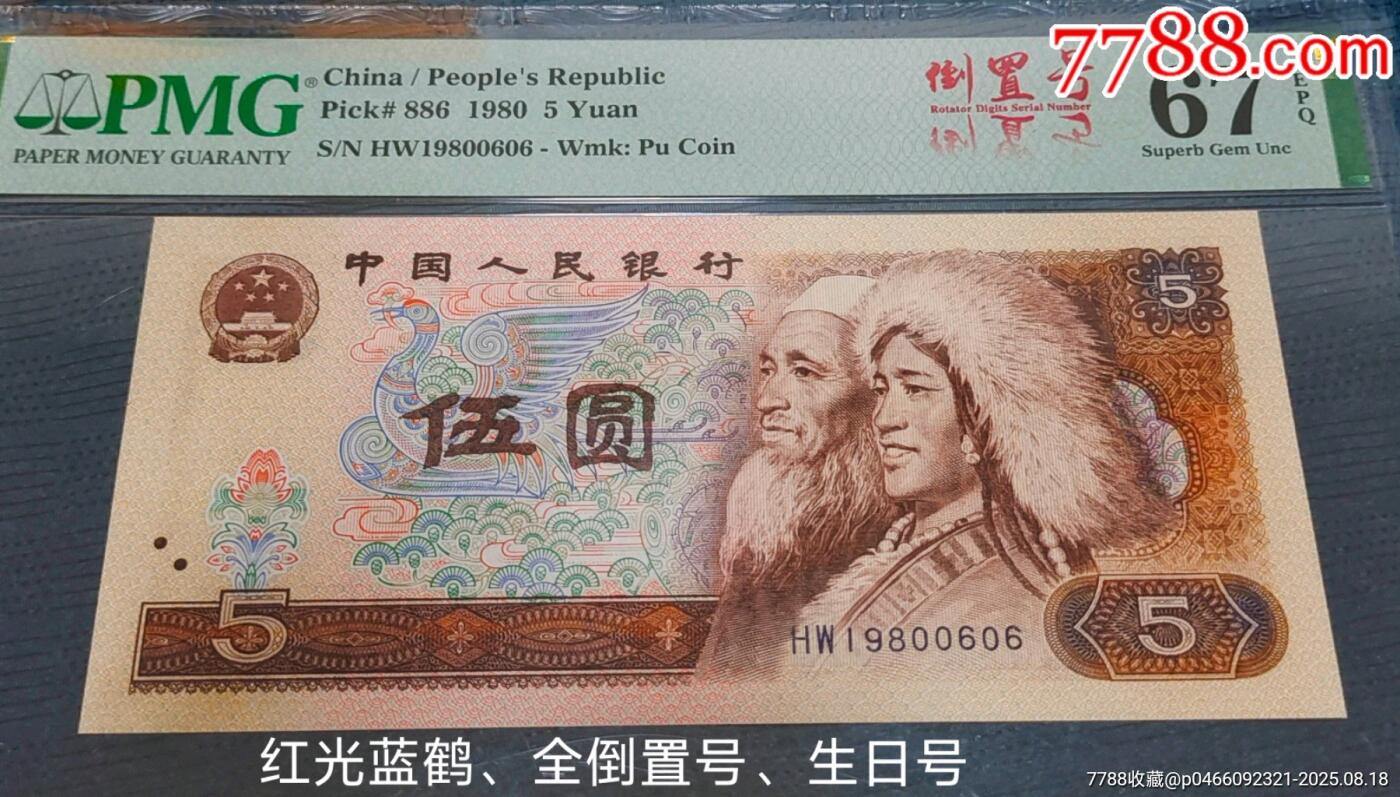 7788.com
PMG®
PAPER MONEY GUARANTY
China / People's Republic
Pick# 886 1980 5 Yuan
S/N HW19800606 - Wmk: Pu Coin
倒置号
Rotator Digits Serial Number
倒置号
67
EPQ
Superb Gem Unc
中国人民银行
5
伍圆
5
HW19800606
5
红光蓝鹤、全倒置号、生日号
7788收藏@p0466092321-2025.08.18